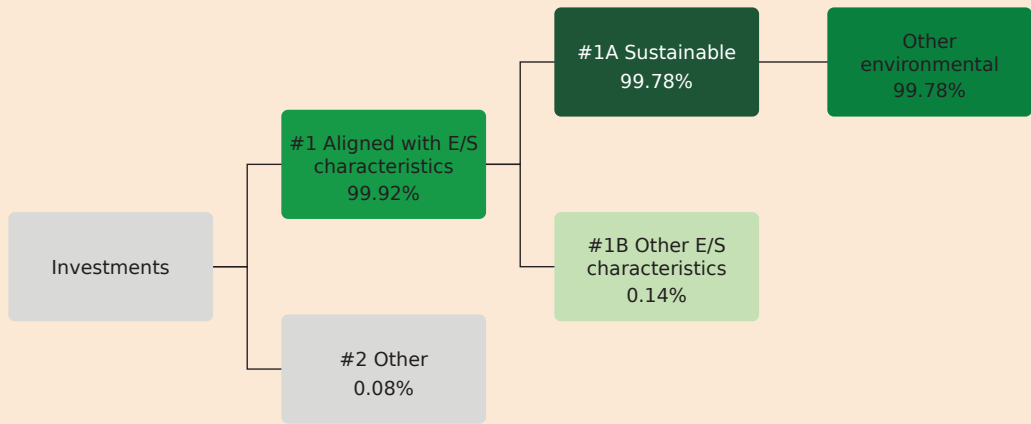 Investments
#1 Aligned with E/S
characteristics
99.92%
#2 Other
0.08%
#1A Sustainable
99.78%
#1B Other E/S
characteristics
0.14%
Other
environmental
99.78%